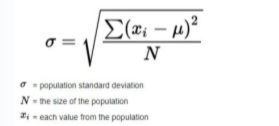 σ = √(Σ(xᵢ − μ)² / N)
σ = population standard deviation
N = the size of the population
xᵢ = each value from the population